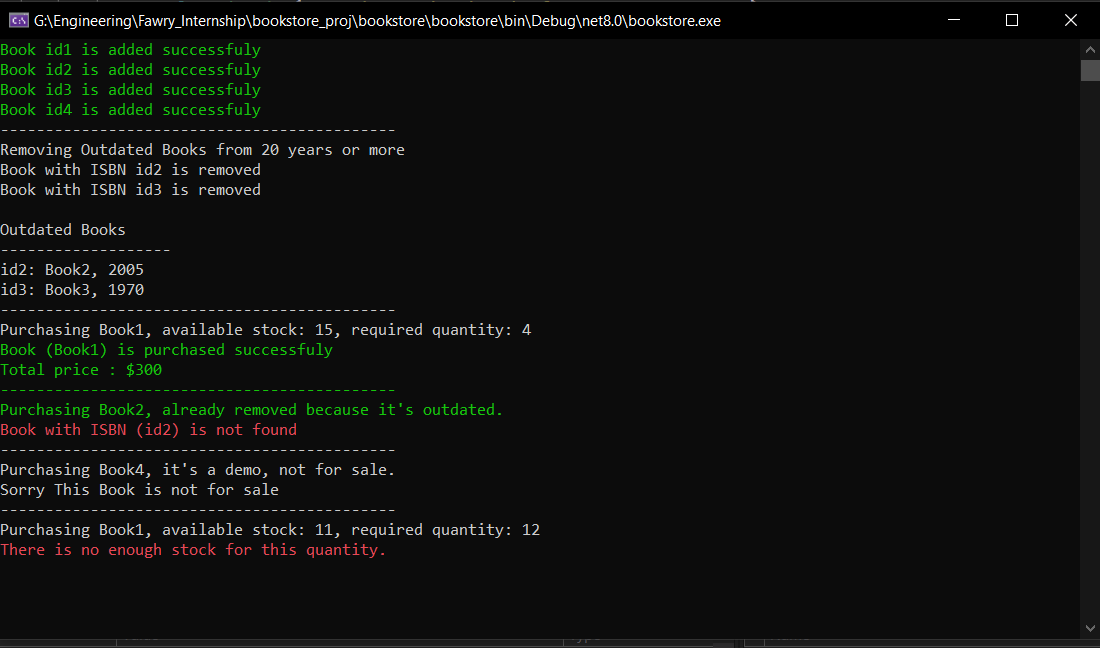 G:\Engineering\Fawry_Internship\bookstore_proj\bookstore\bookstore\bin\Debug\net8.0\bookstore.exe
Book id1 is added successfuly
Book id2 is added successfuly
Book id3 is added successfuly
Book id4 is added successfuly
--------------------------------------------
Removing Outdated Books from 20 years or more
Book with ISBN id2 is removed
Book with ISBN id3 is removed
Outdated Books
-------------------
id2: Book2, 2005
id3: Book3, 1970
--------------------------------------------
Purchasing Book1, available stock: 15, required quantity: 4
Book (Book1) is purchased successfuly
Total price : $300
--------------------------------------------
Purchasing Book2, already removed because it's outdated.
Book with ISBN (id2) is not found
--------------------------------------------
Purchasing Book4, it's a demo, not for sale.
Sorry This Book is not for sale
--------------------------------------------
Purchasing Book1, available stock: 11, required quantity: 12
There is no enough stock for this quantity.